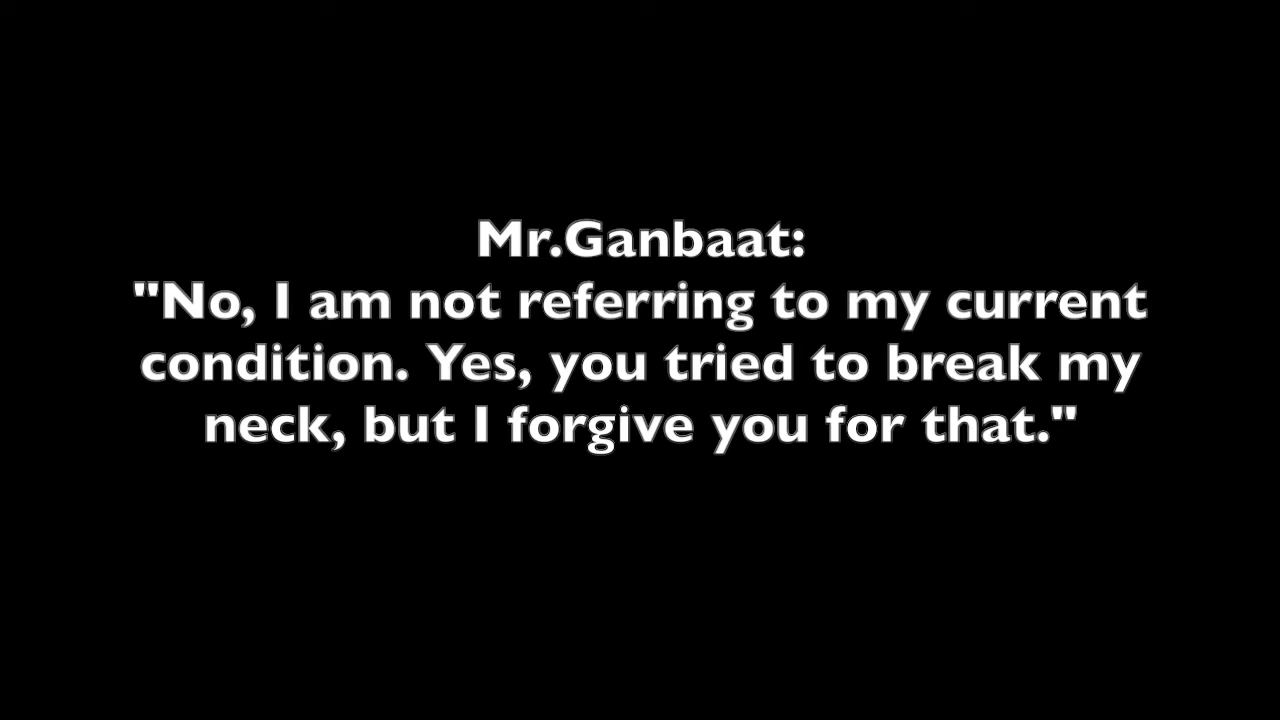 Mr.Ganbaat:
"No, I am not referring to my current
condition. Yes, you tried to break my
neck, but I forgive you for that."